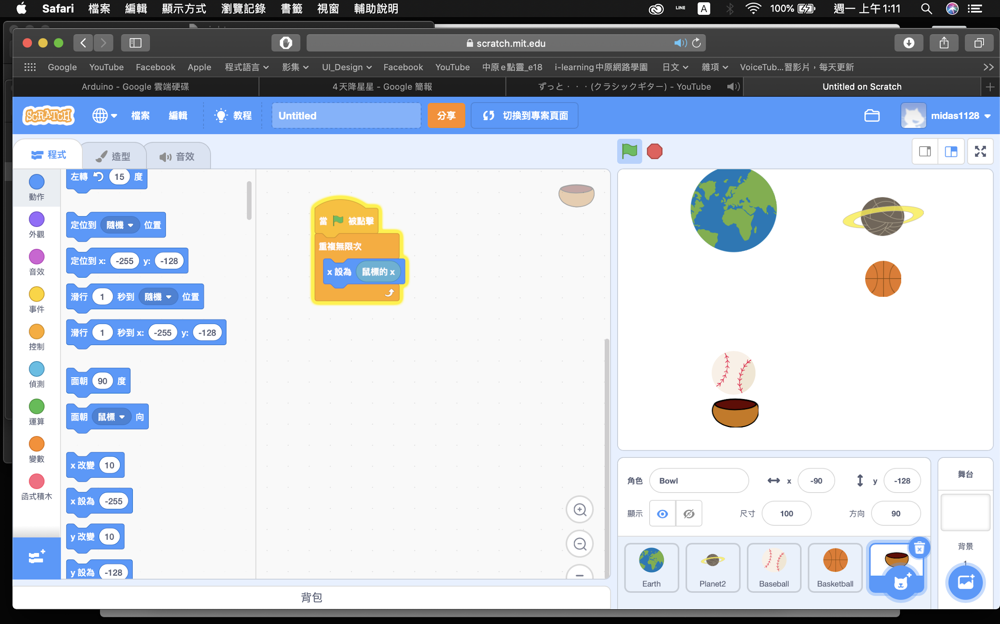 Safari 檔案 編輯 顯示方式 瀏覽記錄 書籤 視窗 輔助說明 LINE A 100% 週一 上午1:11
scratch.mit.edu
Google YouTube Facebook Apple 程式語言 影集 UI_Design Facebook YouTube 中原e點靈_e18 i-learning中原網路學園 日文 雜項 VoiceTub...習影片，每天更新
Arduino - Google 雲端硬碟 4天降星星 - Google 簡報 ずっと・・・(クラシックギター) - YouTube Untitled on Scratch
SCRATCH 檔案 編輯 教程 Untitled 分享 切換到專案頁面 midas1128
程式 造型 音效
動作
外觀
音效
事件
控制
偵測
運算
變數
函式積木
左轉 15 度
定位到 隨機 位置
定位到 x: -255 y: -128
滑行 1 秒到 隨機 位置
滑行 1 秒到 x: -255 y: -128
面朝 90 度
面朝 鼠標 向
x 改變 10
x 設為 -255
y 改變 10
y 設為 -128
當 被點擊
重複無限次
x 設為 鼠標的 x
背包
角色 Bowl x -90 y -128
顯示 尺寸 100 方向 90
Earth Planet2 Baseball Basketball
舞台
背景
1